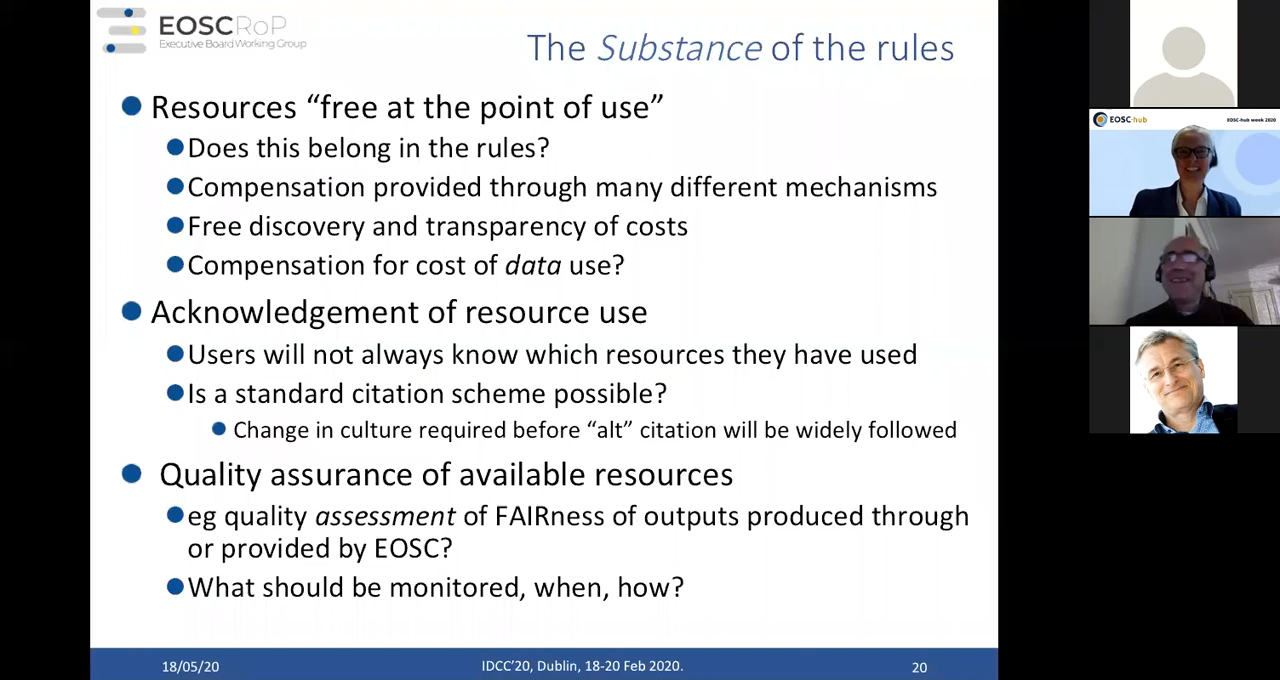 EOSCRoP
Executive Board Working Group
The Substance of the rules
Resources “free at the point of use”
Does this belong in the rules?
Compensation provided through many different mechanisms
Free discovery and transparency of costs
Compensation for cost of data use?
Acknowledgement of resource use
Users will not always know which resources they have used
Is a standard citation scheme possible?
Change in culture required before “alt” citation will be widely followed
Quality assurance of available resources
eg quality assessment of FAIRness of outputs produced through
or provided by EOSC?
What should be monitored, when, how?
18/05/20
IDCC’20, Dublin, 18-20 Feb 2020.
20
EOSC-hub
EOSC-hub week 2020